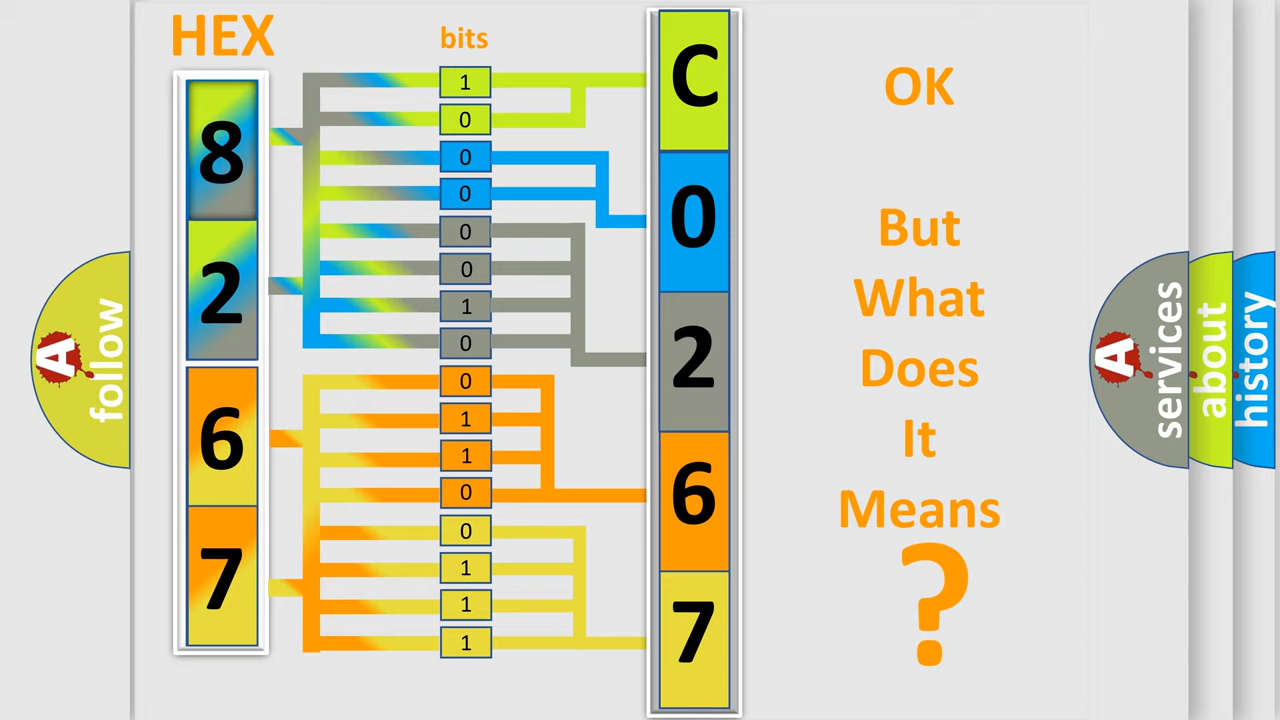 HEX
bits
8
2
6
7
1
0
0
0
0
0
1
0
0
1
1
0
0
1
1
1
C
0
2
6
7
OK
But
What
Does
It
Means
?
A
follow
A
services
about
history